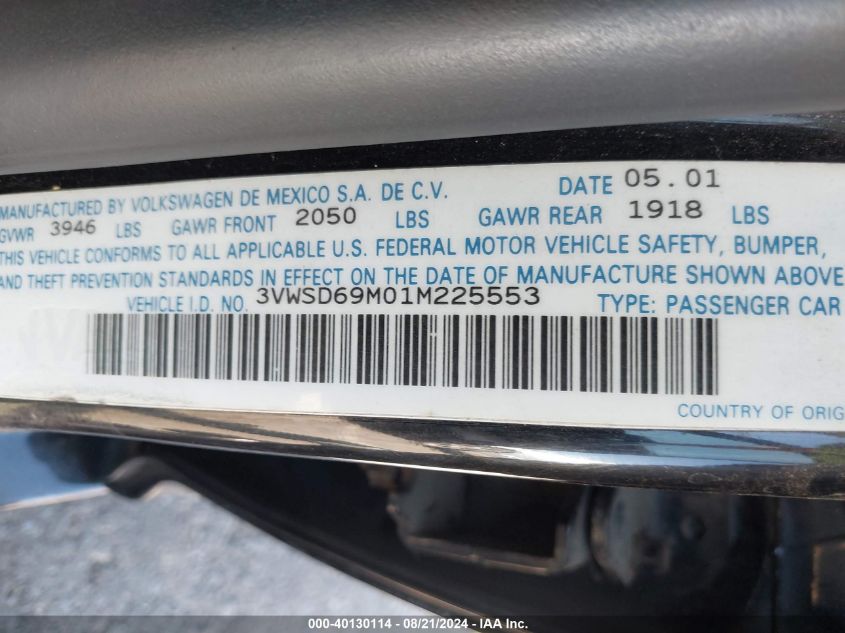 MANUFACTURED BY VOLKSWAGEN DE MEXICO S.A. DE C.V. DATE 05.01
GVWR 3946 LBS GAWR FRONT 2050 LBS GAWR REAR 1918 LBS
THIS VEHICLE CONFORMS TO ALL APPLICABLE U.S. FEDERAL MOTOR VEHICLE SAFETY, BUMPER,
AND THEFT PREVENTION STANDARDS IN EFFECT ON THE DATE OF MANUFACTURE SHOWN ABOVE
VEHICLE I.D. NO. 3VWSD69M01M225553 TYPE: PASSENGER CAR
COUNTRY OF ORIG
000-40130114 - 08/21/2024 - IAA Inc.